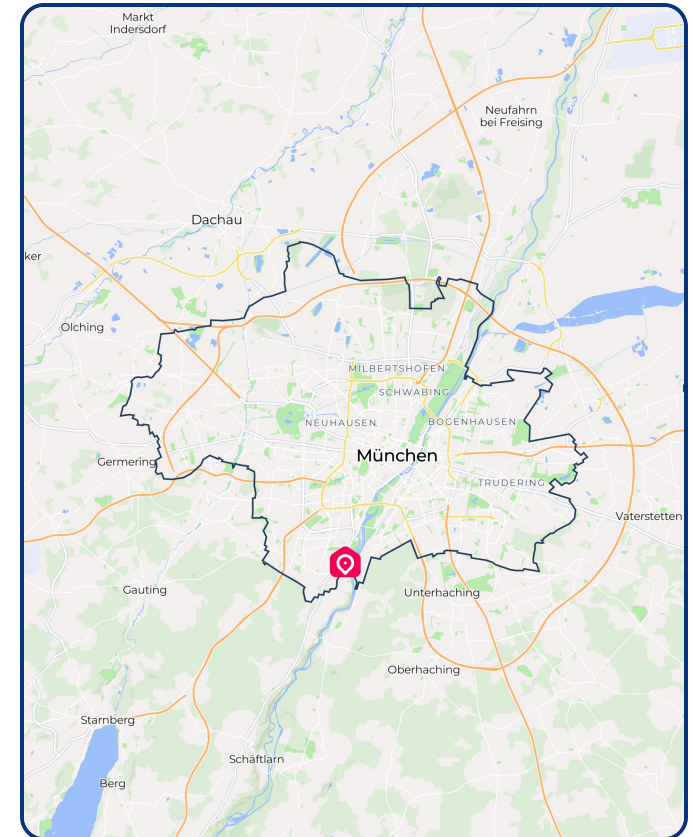 Markt
Indersdorf
Neufahrn
bei Freising
Dachau
ker
Olching
MILBERTSHOFEN
SCHWABING
NEUHAUSEN
BOGENHAUSEN
München
Germering
TRUDERING
Vaterstetten
Gauting
Unterhaching
Oberhaching
Starnberg
Schäftlarn
Berg